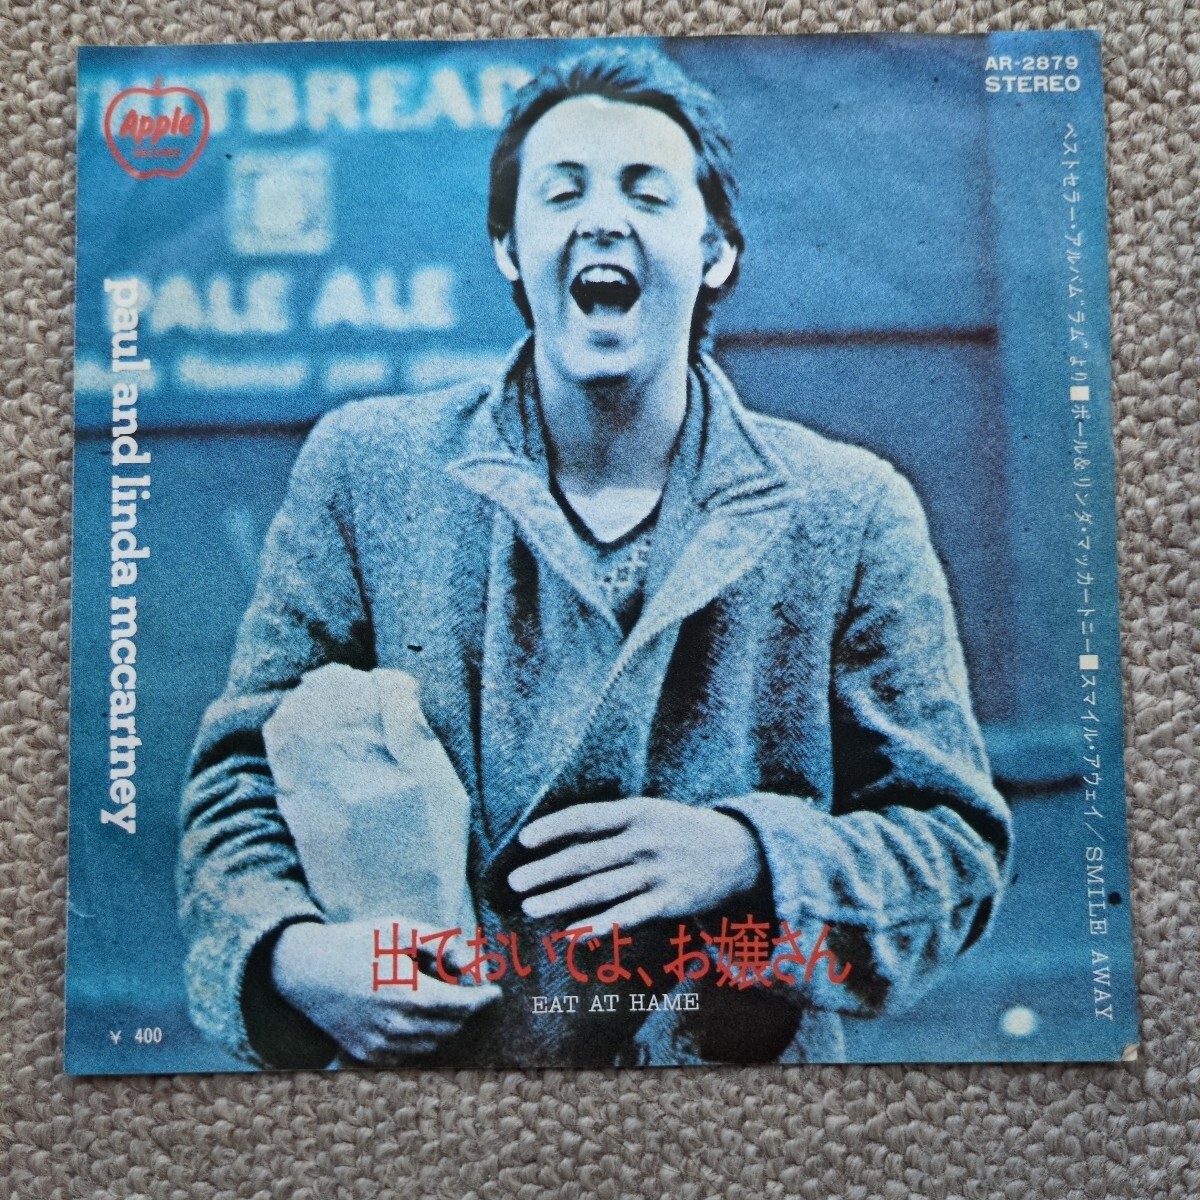 AR-2879
STEREO
Apple
RECORDS
TBREAD
PALE ALE
paul and linda mccartney
ベストセラー・アルバム“ラム”より■ポール&リンダ・マッカートニー■スマイル・アウェイ/SMILE AWAY
出ておいでよ、お嬢さん
EAT AT HAME
¥ 400